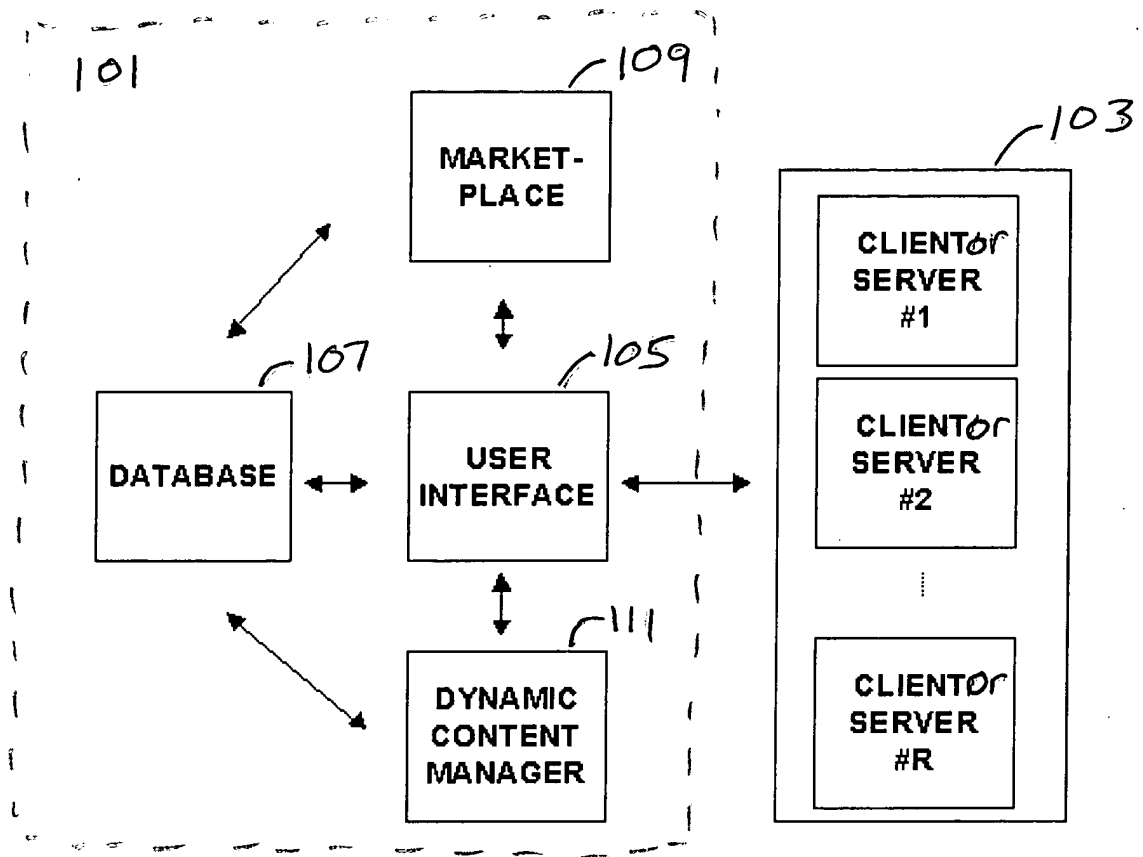 101
109
MARKET-
PLACE
103
CLIENT or
SERVER
#1
107
105
DATABASE
USER
INTERFACE
CLIENT or
SERVER
#2
111
DYNAMIC
CONTENT
MANAGER
CLIENT or
SERVER
#R